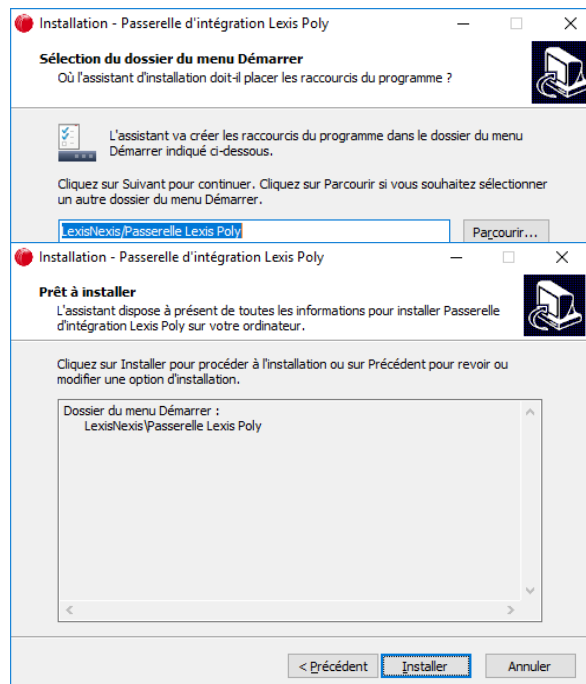 Installation - Passerelle d'intégration Lexis Poly
Sélection du dossier du menu Démarrer
Où l'assistant d'installation doit-il placer les raccourcis du programme ?
L'assistant va créer les raccourcis du programme dans le dossier du menu
Démarrer indiqué ci-dessous.
Cliquez sur Suivant pour continuer. Cliquez sur Parcourir si vous souhaitez sélectionner
un autre dossier du menu Démarrer.
LexisNexis/Passerelle Lexis Poly
Parcourir...
Installation - Passerelle d'intégration Lexis Poly
Prêt à installer
L'assistant dispose à présent de toutes les informations pour installer Passerelle
d'intégration Lexis Poly sur votre ordinateur.
Cliquez sur Installer pour procéder à l'installation ou sur Précédent pour revoir ou
modifier une option d'installation.
Dossier du menu Démarrer :
LexisNexis\Passerelle Lexis Poly
< Précédent
Installer
Annuler